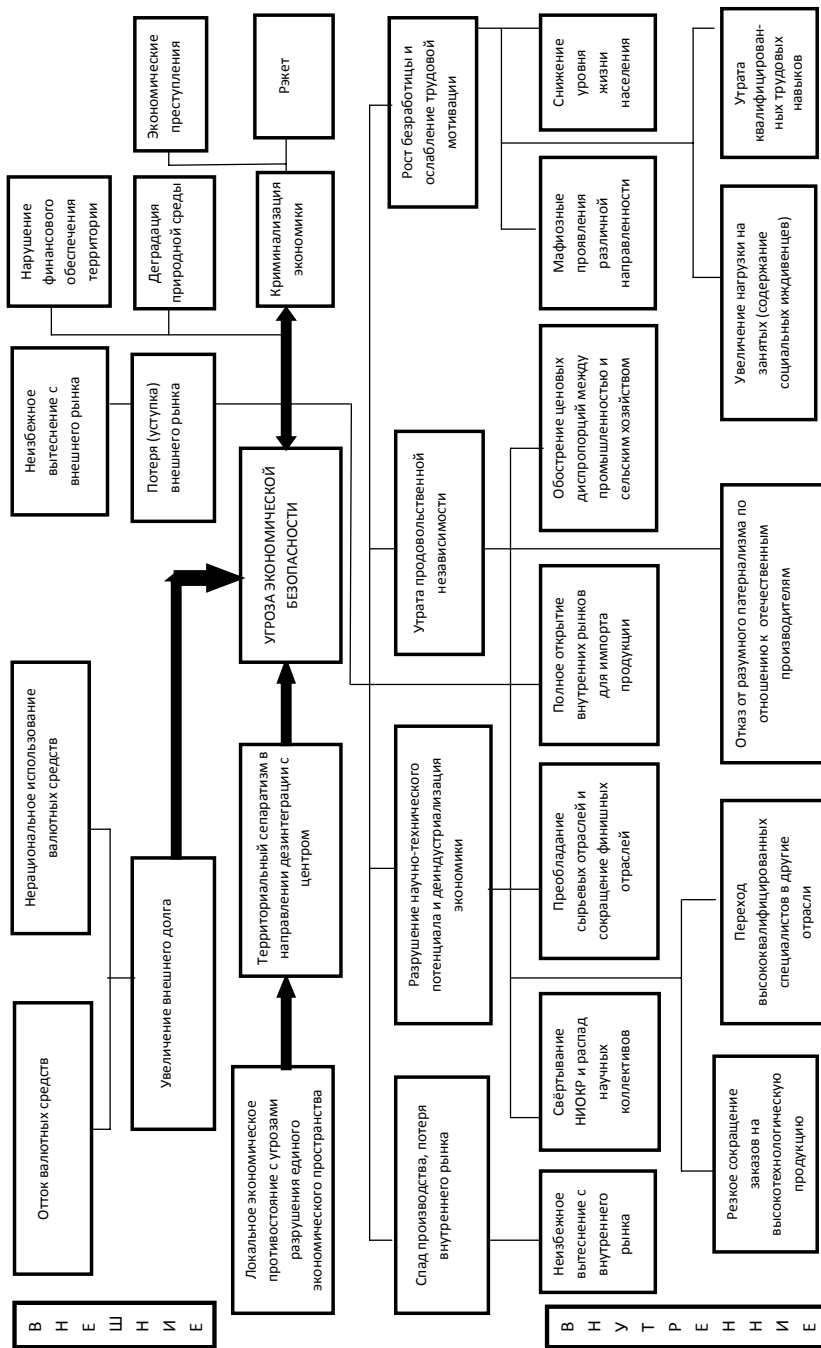 В
Н
Е
Ш
Н
И
Е
Отток валютных средств
Нерациональное использование
валютных средств
Неизбежное
вытеснение с
внешнего рынка
Нарушение
финансового
обеспечения
территории
Экономические
преступления
Увеличение внешнего долга
Потеря (уступка)
внешнего рынка
Деградация
природной среды
Рэкет
Локальное экономическое
противостояние с угрозами
разрушения единого
экономического пространства
Территориальный сепаратизм в
направлении дезинтеграции с
центром
УГРОЗА ЭКОНОМИЧЕСКОЙ
БЕЗОПАСНОСТИ
Криминализация
экономики
Спад производства, потеря
внутреннего рынка
Разрушение научно-технического
потенциала и деиндустриализация
экономики
Утрата продовольственной
независимости
Рост безработицы и
ослабление трудовой
мотивации
В
Н
У
Т
Р
Е
Н
Н
И
Е
Неизбежное
вытеснение с
внутреннего
рынка
Свёртывание
НИОКР и распад
научных
коллективов
Преобладание
сырьевых отраслей и
сокращение финишных
отраслей
Полное открытие
внутренних рынков
для импорта
продукции
Обострение ценовых
диспропорций между
промышленностью и
сельским хозяйством
Мафиозные
проявления
различной
направленности
Снижение
уровня
жизни
населения
Резкое сокращение
заказов на
высокотехнологическую
продукцию
Переход
высококвалифицированных
специалистов в другие
отрасли
Отказ от разумного патернализма по
отношению к отечественным
производителям
Увеличение нагрузки на
занятых (содержание
социальных иждивенцев)
Утрата
квалифицирован-
ных трудовых
навыков